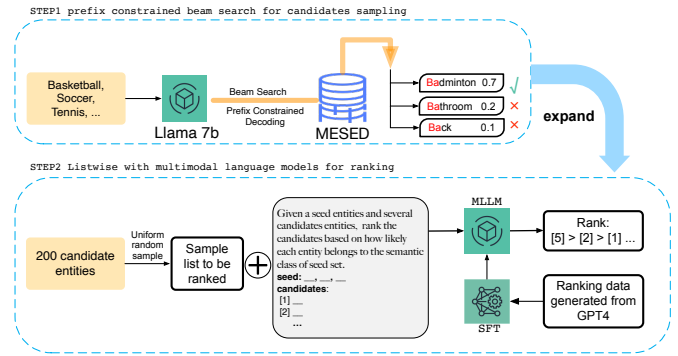 STEP1 prefix constrained beam search for candidates sampling
Basketball,
Soccer,
Tennis, ...
Llama 7b
Beam Search
Prefix Constrained
Decoding
MESED
Badminton 0.7
Bathroom 0.2
Back 0.1
expand
STEP2 Listwise with multimodal language models for ranking
200 candidate
entities
Uniform
random
sample
Sample
list to be
ranked
Given a seed entities and several
candidates entities, rank the
candidates based on how likely
each entity belongs to the semantic
class of seed set.
seed: __, __, __
candidates:
[1] __
[2] __
...
MLLM
SFT
Rank:
[5] > [2] > [1] ...
Ranking data
generated from
GPT4